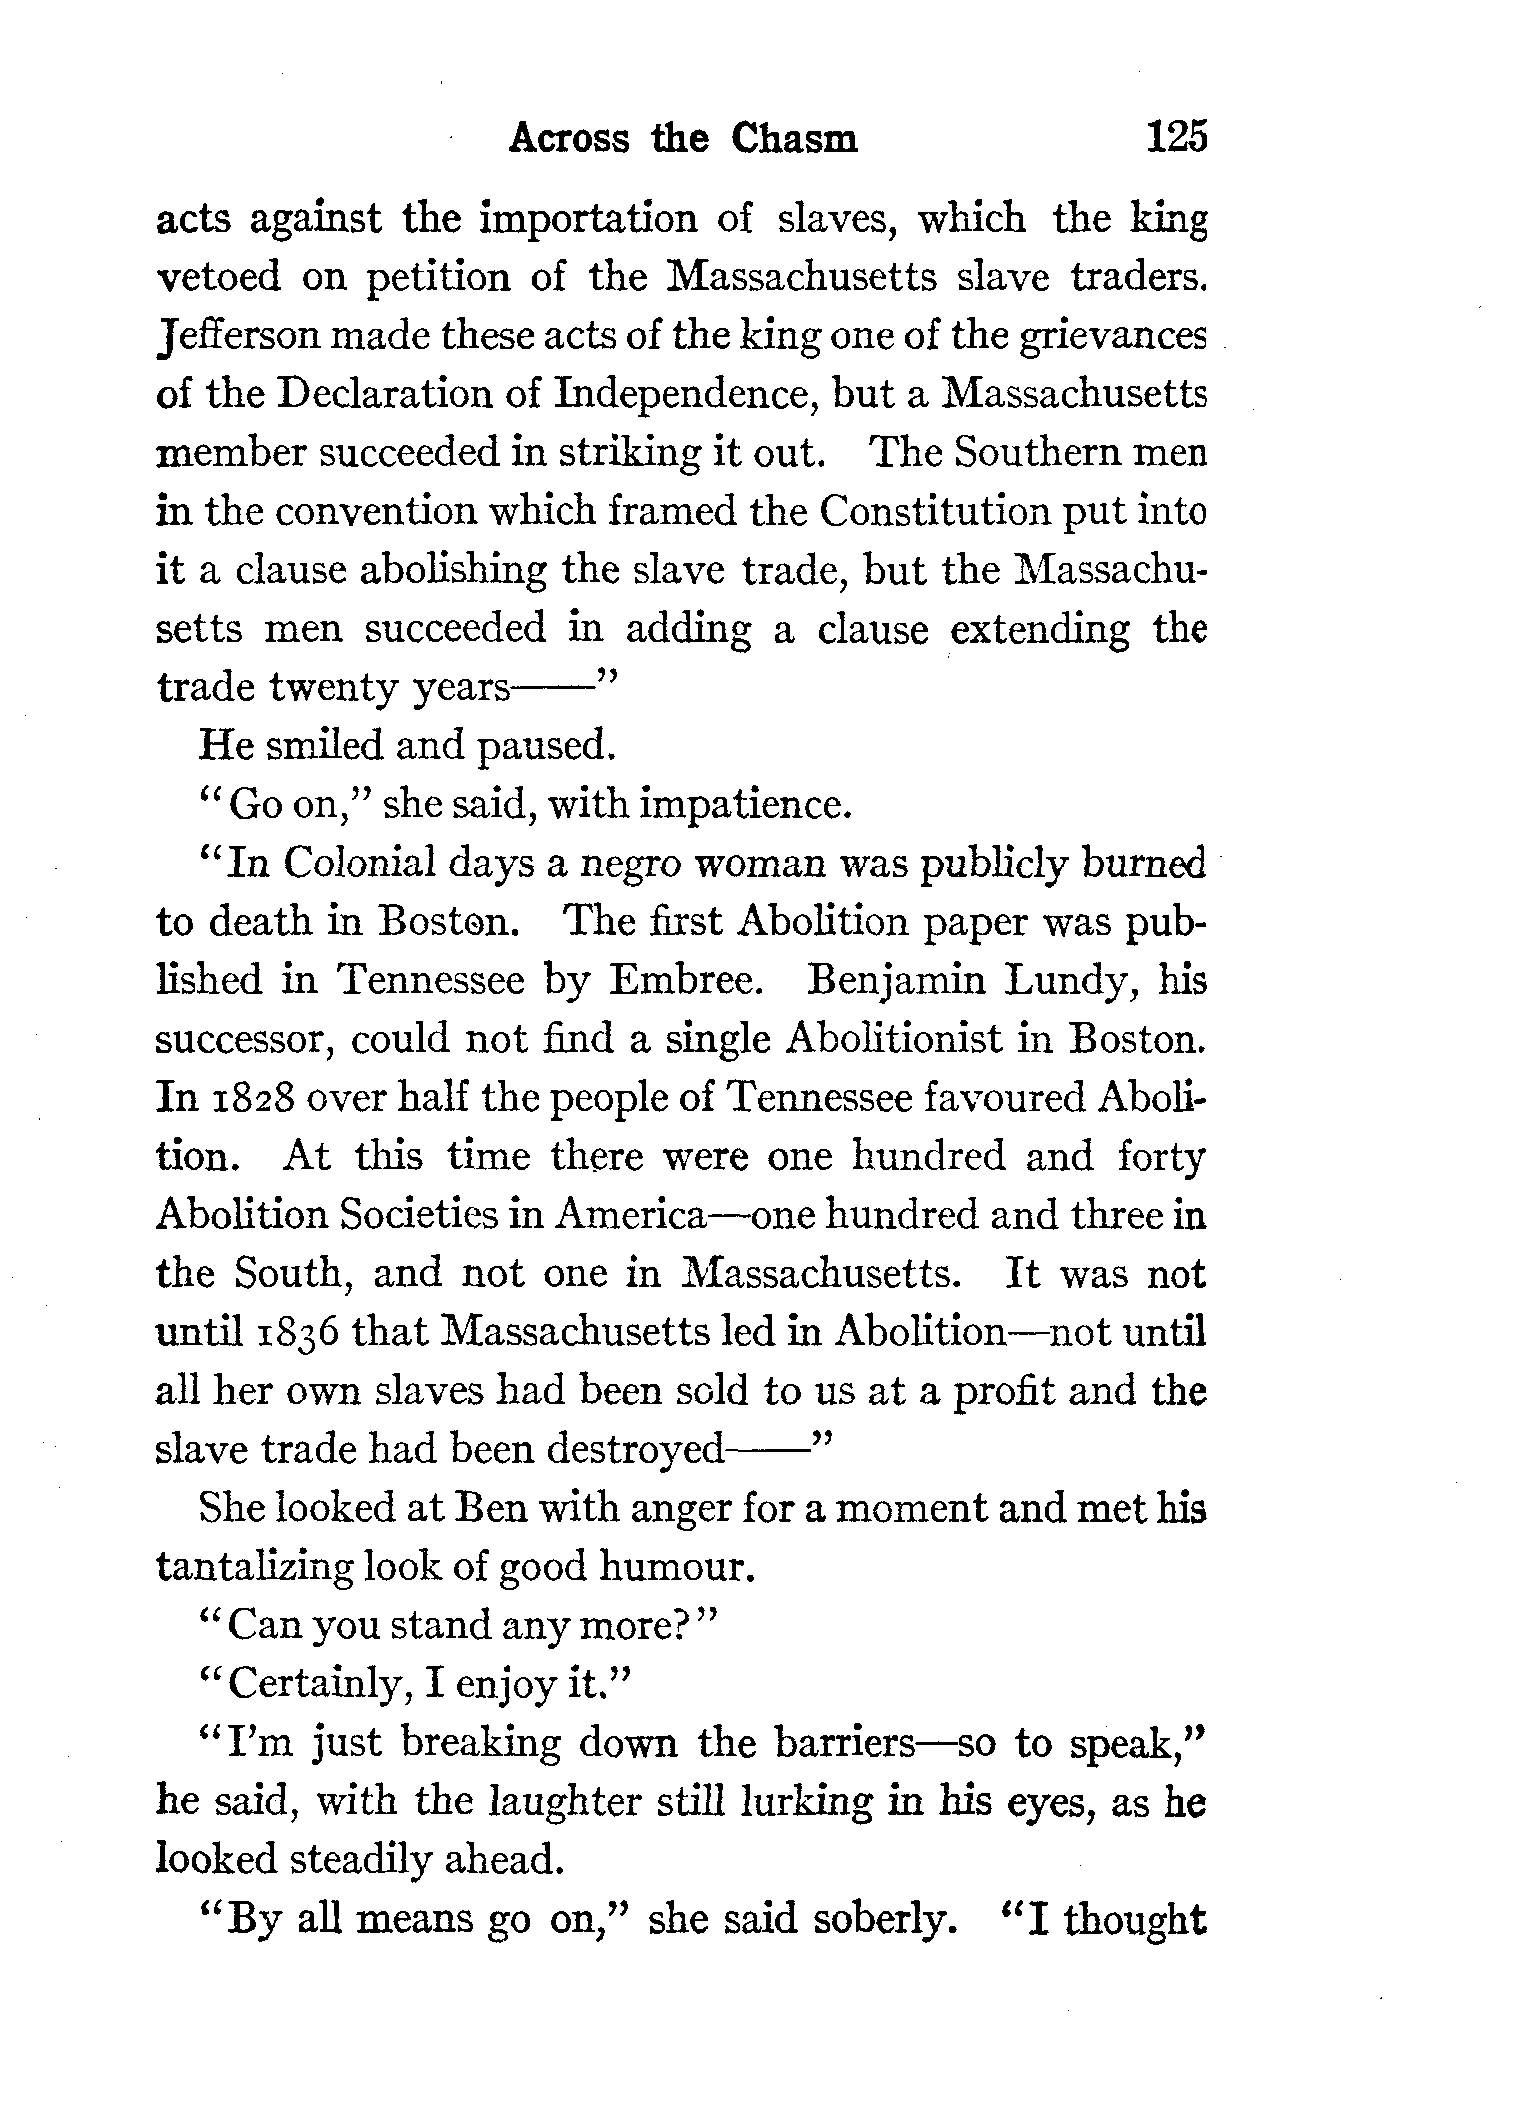 Across the Chasm 125
acts against the importation of slaves, which the king
vetoed on petition of the Massachusetts slave traders.
Jefferson made these acts of the king one of the grievances
of the Declaration of Independence, but a Massachusetts
member succeeded in striking it out. The Southern men
in the convention which framed the Constitution put into
it a clause abolishing the slave trade, but the Massachu-
setts men succeeded in adding a clause extending the
trade twenty years——”
He smiled and paused.
“Go on,” she said, with impatience.
“In Colonial days a negro woman was publicly burned
to death in Boston. The first Abolition paper was pub-
lished in Tennessee by Embree. Benjamin Lundy, his
successor, could not find a single Abolitionist in Boston.
In 1828 over half the people of Tennessee favoured Aboli-
tion. At this time there were one hundred and forty
Abolition Societies in America—one hundred and three in
the South, and not one in Massachusetts. It was not
until 1836 that Massachusetts led in Abolition—not until
all her own slaves had been sold to us at a profit and the
slave trade had been destroyed——”
She looked at Ben with anger for a moment and met his
tantalizing look of good humour.
“Can you stand any more?”
“Certainly, I enjoy it.”
“I’m just breaking down the barriers—so to speak,”
he said, with the laughter still lurking in his eyes, as he
looked steadily ahead.
“By all means go on,” she said soberly. “I thought